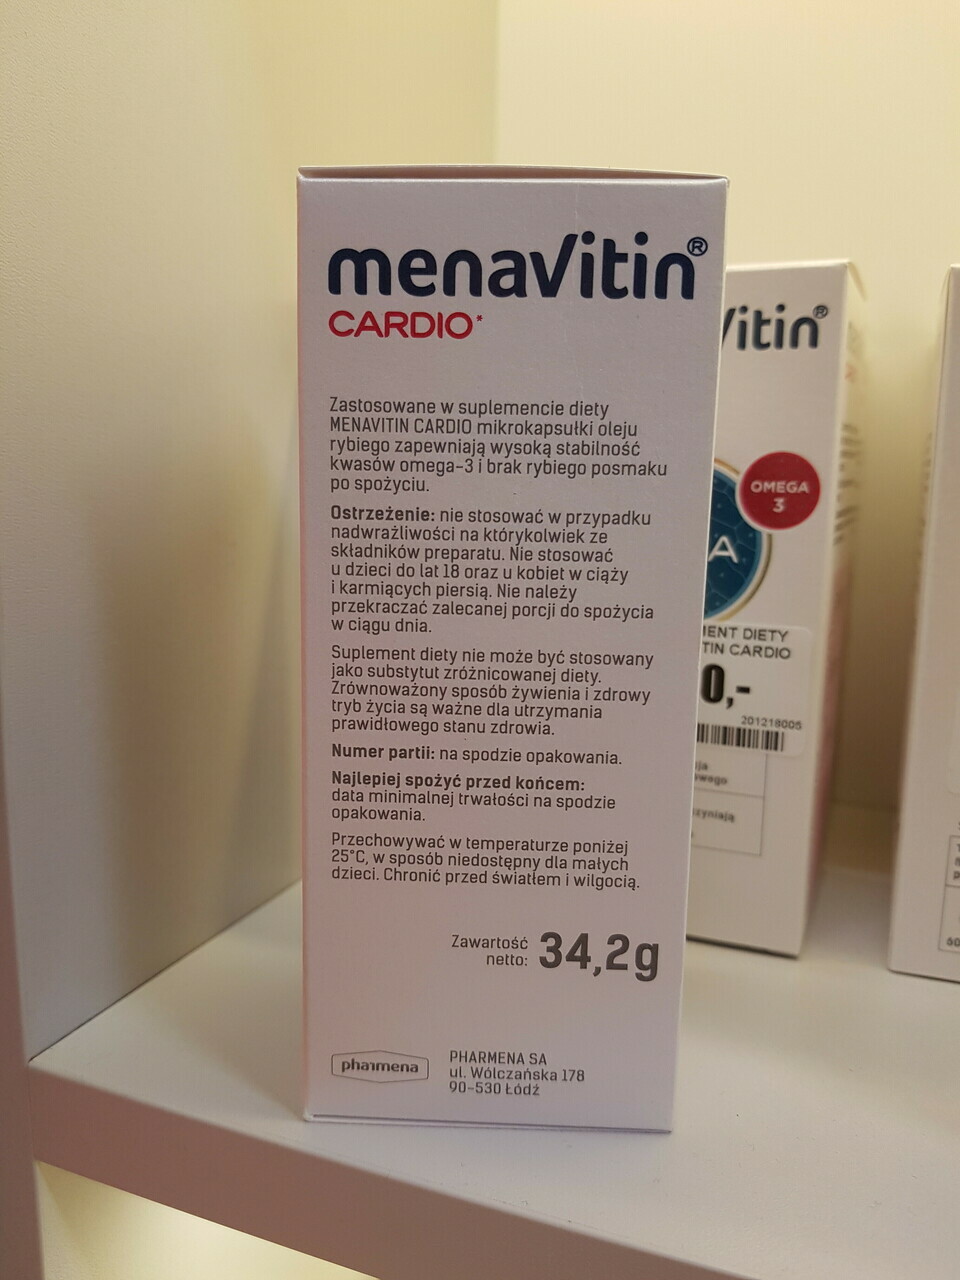 menavitin®
CARDIO*
Zastosowane w suplemencie diety
MENAVITIN CARDIO mikrokapsułki oleju
rybiego zapewniają wysoką stabilność
kwasów omega-3 i brak rybiego posmaku
po spożyciu.
Ostrzeżenie: nie stosować w przypadku
nadwrażliwości na którykolwiek ze
składników preparatu. Nie stosować
u dzieci do lat 18 oraz u kobiet w ciąży
i karmiących piersią. Nie należy
przekraczać zalecanej porcji do spożycia
w ciągu dnia.
Suplement diety nie może być stosowany
jako substytut zróżnicowanej diety.
Zrównoważony sposób żywienia i zdrowy
tryb życia są ważne dla utrzymania
prawidłowego stanu zdrowia.
Numer partii: na spodzie opakowania.
Najlepiej spożyć przed końcem:
data minimalnej trwałości na spodzie
opakowania.
Przechowywać w temperaturze poniżej
25°C, w sposób niedostępny dla małych
dzieci. Chronić przed światłem i wilgocią.
Zawartość
netto: 34,2g
pharmena
PHARMENA SA
ul. Wólczańska 178
90-530 Łódź
Vitin®
OMEGA
3
A
MENT DIETY
TIN CARDIO
0,-
201218005